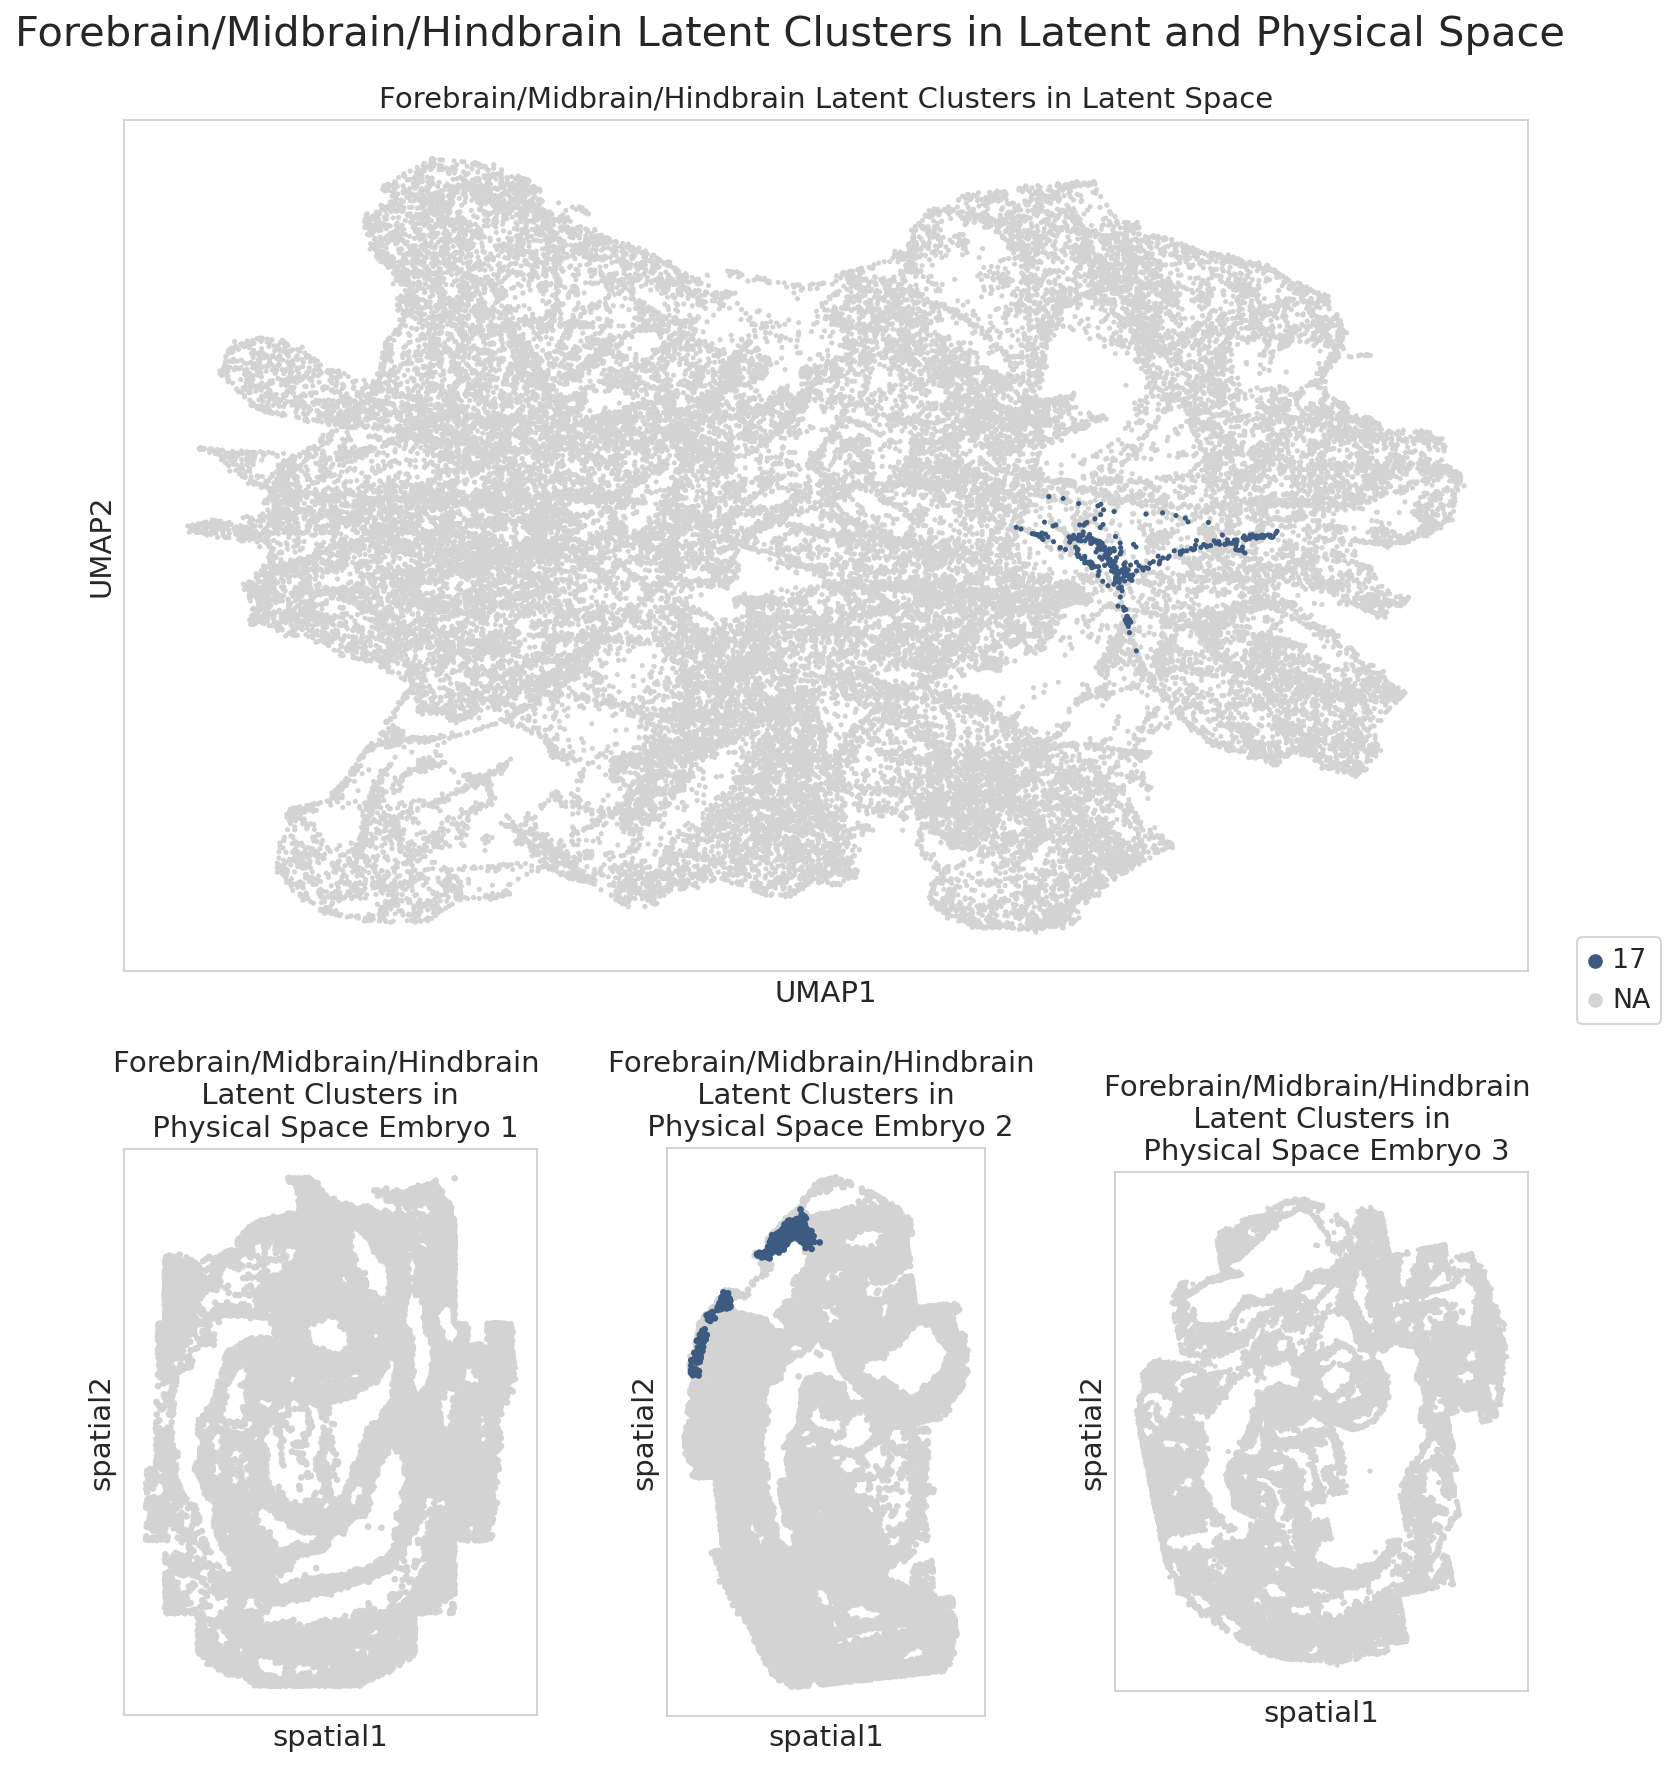 Forebrain/Midbrain/Hindbrain Latent Clusters in Latent and Physical Space
Forebrain/Midbrain/Hindbrain Latent Clusters in Latent Space
UMAP2
UMAP1
17
NA
Forebrain/Midbrain/Hindbrain
Latent Clusters in
Physical Space Embryo 1
spatial2
spatial1
Forebrain/Midbrain/Hindbrain
Latent Clusters in
Physical Space Embryo 2
spatial2
spatial1
Forebrain/Midbrain/Hindbrain
Latent Clusters in
Physical Space Embryo 3
spatial2
spatial1